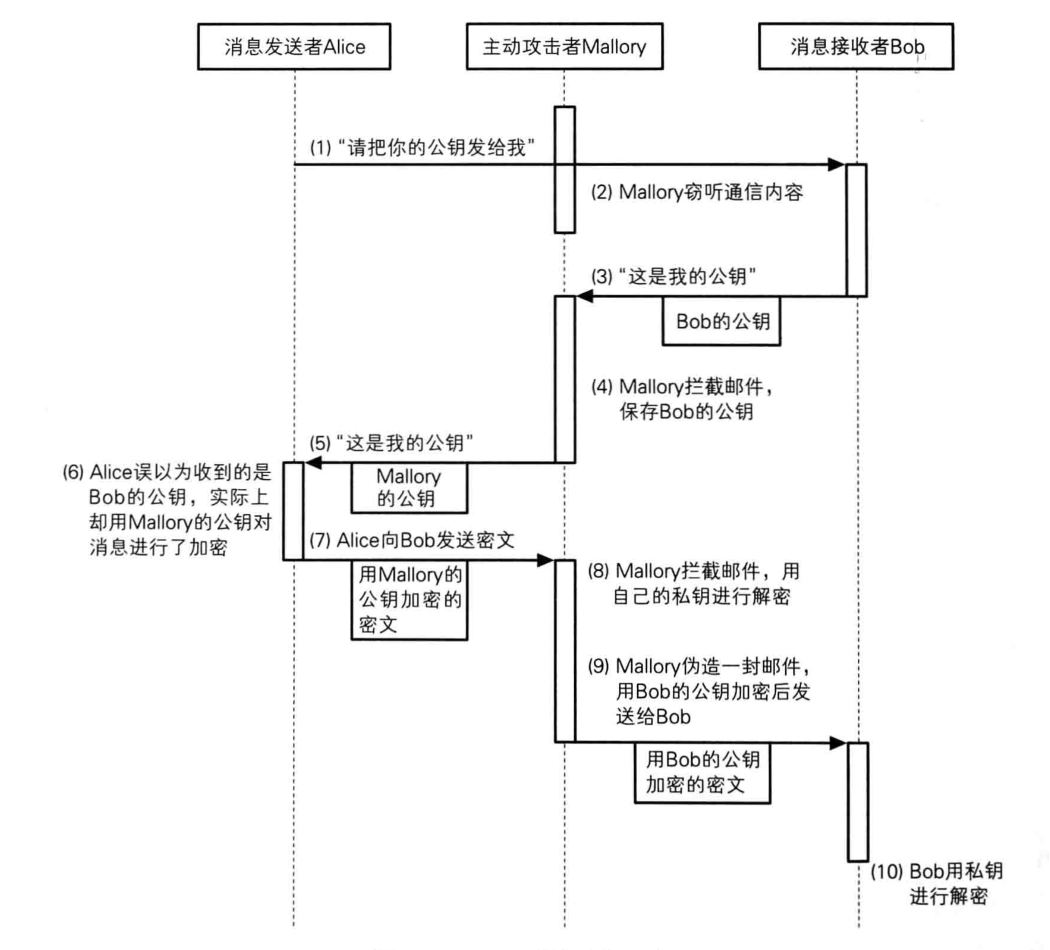 消息发送者Alice
主动攻击者Mallory
消息接收者Bob
(1) “请把你的公钥发给我”
(2) Mallory窃听通信内容
(3) “这是我的公钥”
Bob的公钥
(4) Mallory拦截邮件，
保存Bob的公钥
(5) “这是我的公钥”
Mallory
的公钥
(6) Alice误以为收到的是
Bob的公钥，实际上
却用Mallory的公钥对
消息进行了加密
(7) Alice向Bob发送密文
用Mallory的
公钥加密的
密文
(8) Mallory拦截邮件，用
自己的私钥进行解密
(9) Mallory伪造一封邮件，
用Bob的公钥加密后发
送给Bob
用Bob的公钥
加密的密文
(10) Bob用私钥
进行解密